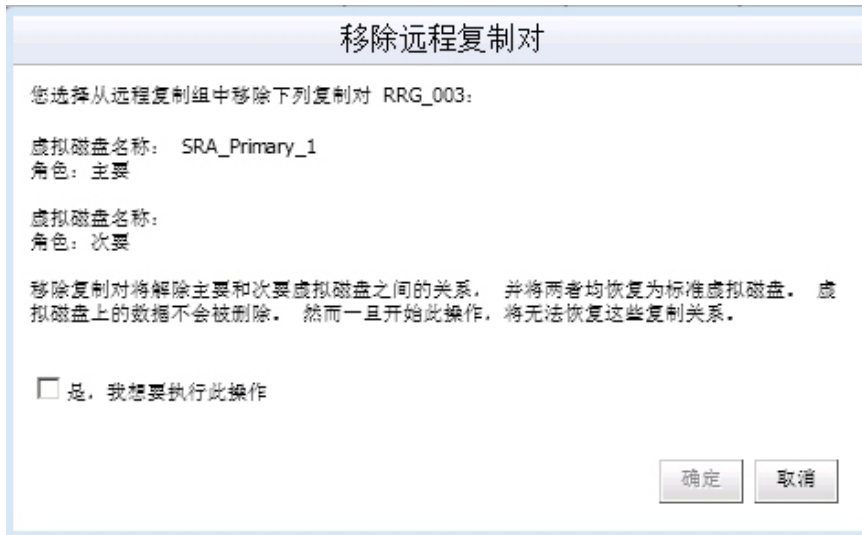 移除远程复制对
您选择从远程复制组中移除下列复制对 RRG_003：
虚拟磁盘名称： SRA_Primary_1
角色：主要
虚拟磁盘名称：
角色：次要
移除复制对将解除主要和次要虚拟磁盘之间的关系， 并将两者均恢复为标准虚拟磁盘。 虚
拟磁盘上的数据不会被删除。 然而一旦开始此操作，将无法恢复这些复制关系。
是，我想要执行此操作
确定
取消